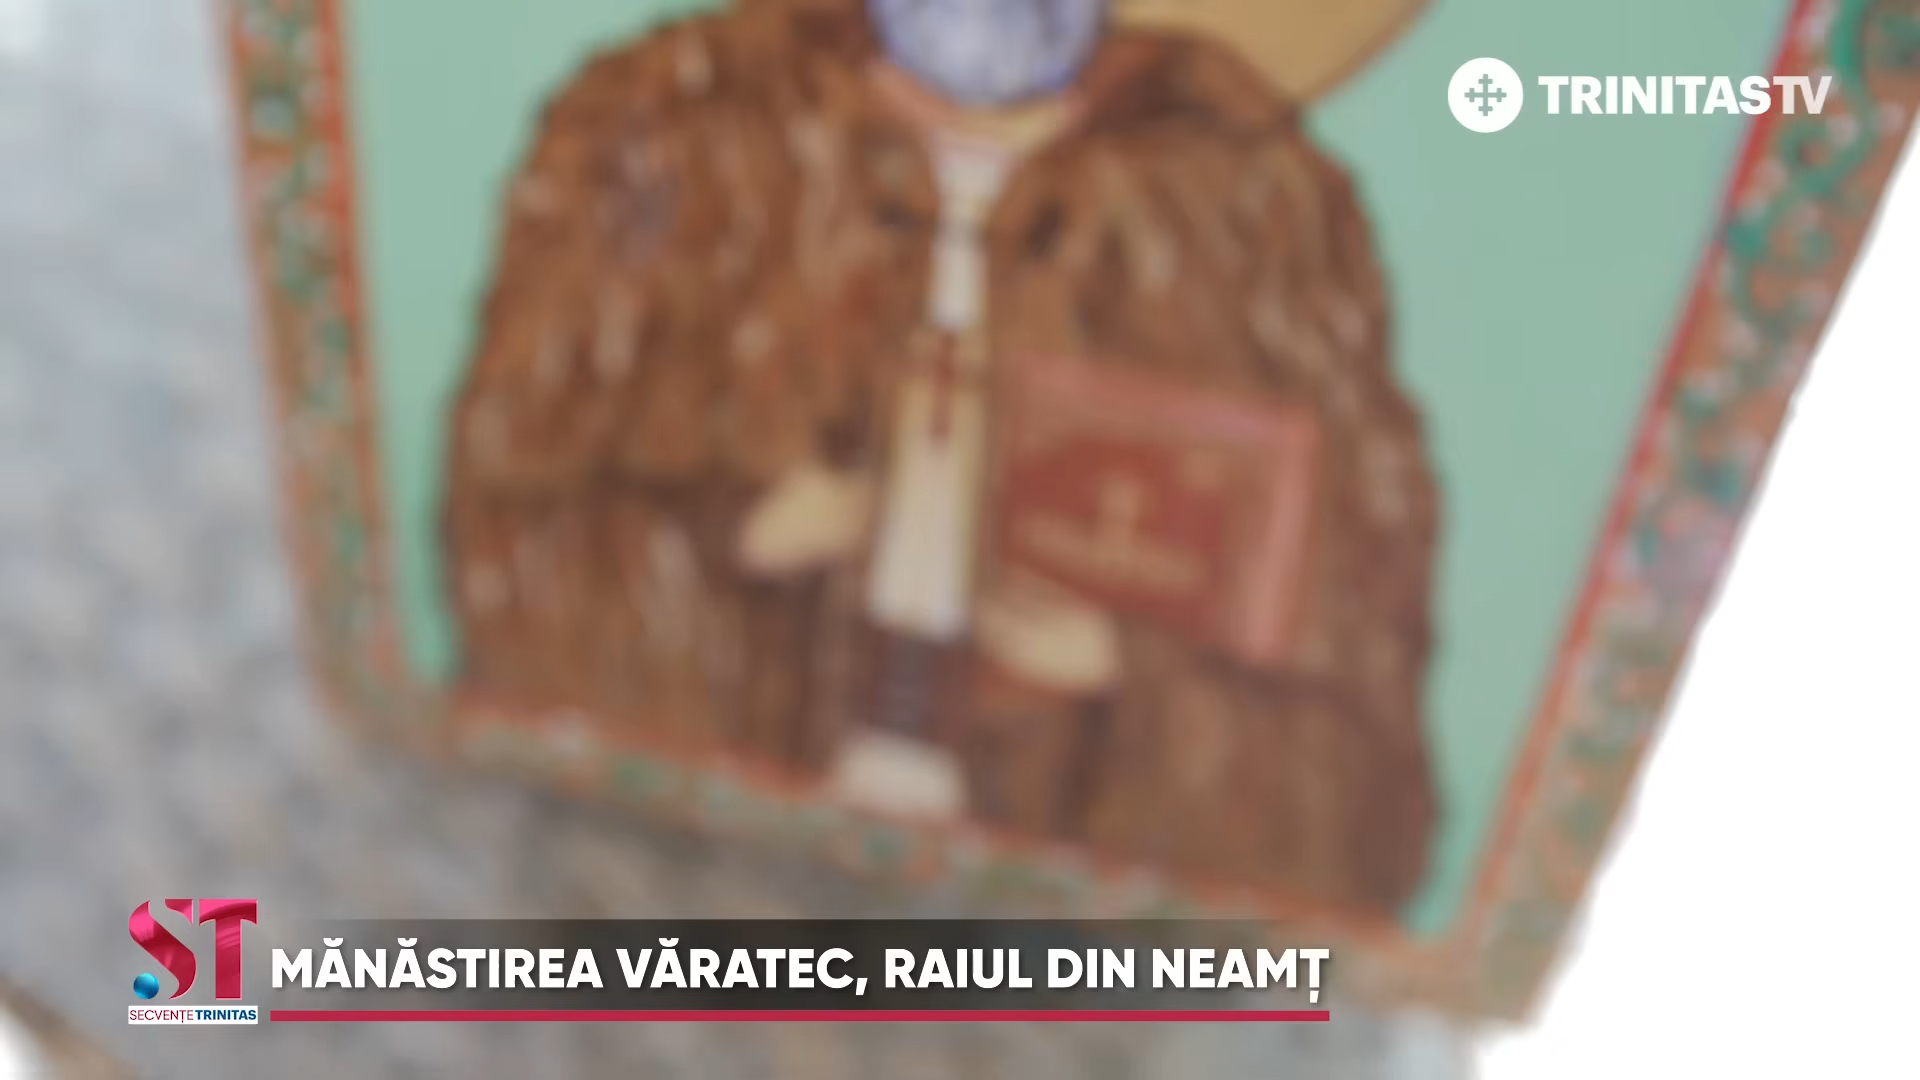 TRINITASTV
ST
MĂNĂSTIREA VĂRATEC, RAIUL DIN NEAMȚ
SECVENȚE TRINITAS